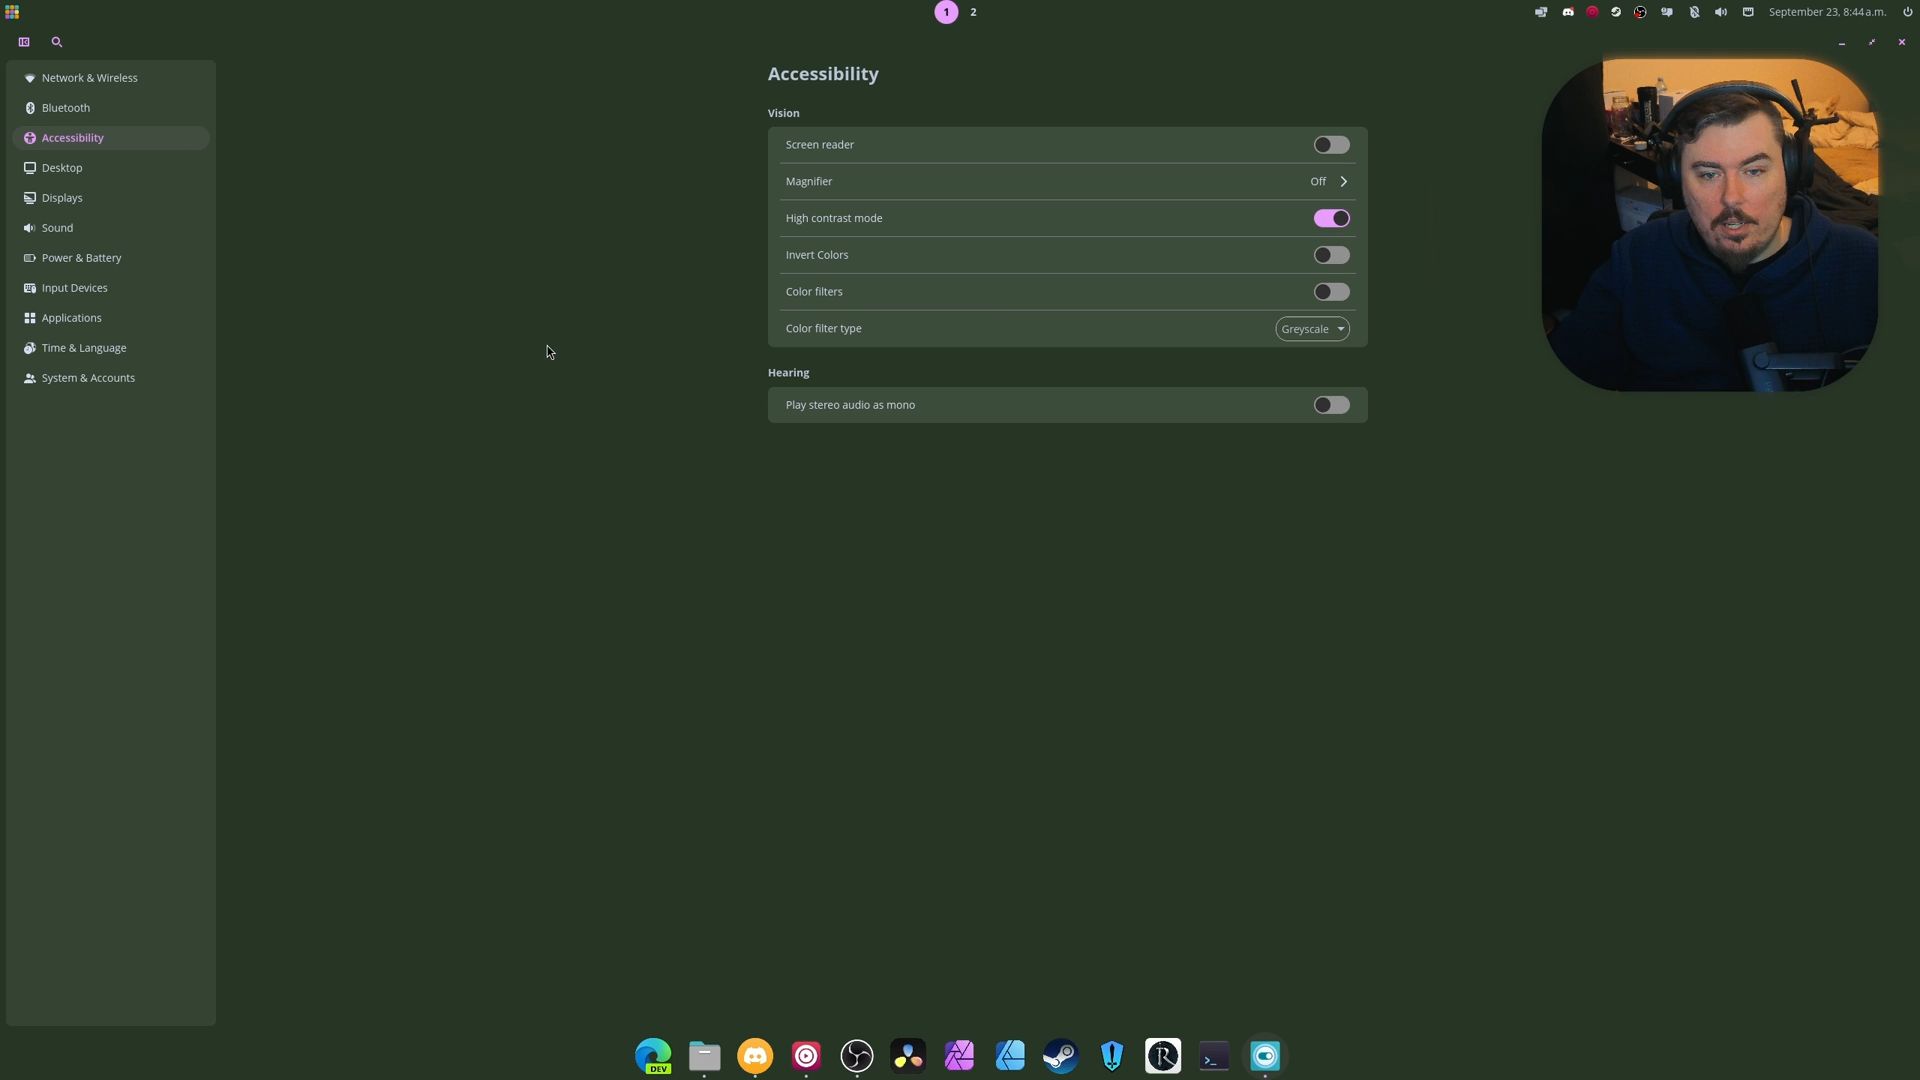 1 2
September 23, 8:44 a.m.
Network & Wireless
Bluetooth
Accessibility
Desktop
Displays
Sound
Power & Battery
Input Devices
Applications
Time & Language
System & Accounts
Accessibility
Vision
Screen reader
Magnifier Off
High contrast mode
Invert Colors
Color filters
Color filter type Greyscale
Hearing
Play stereo audio as mono
DEV